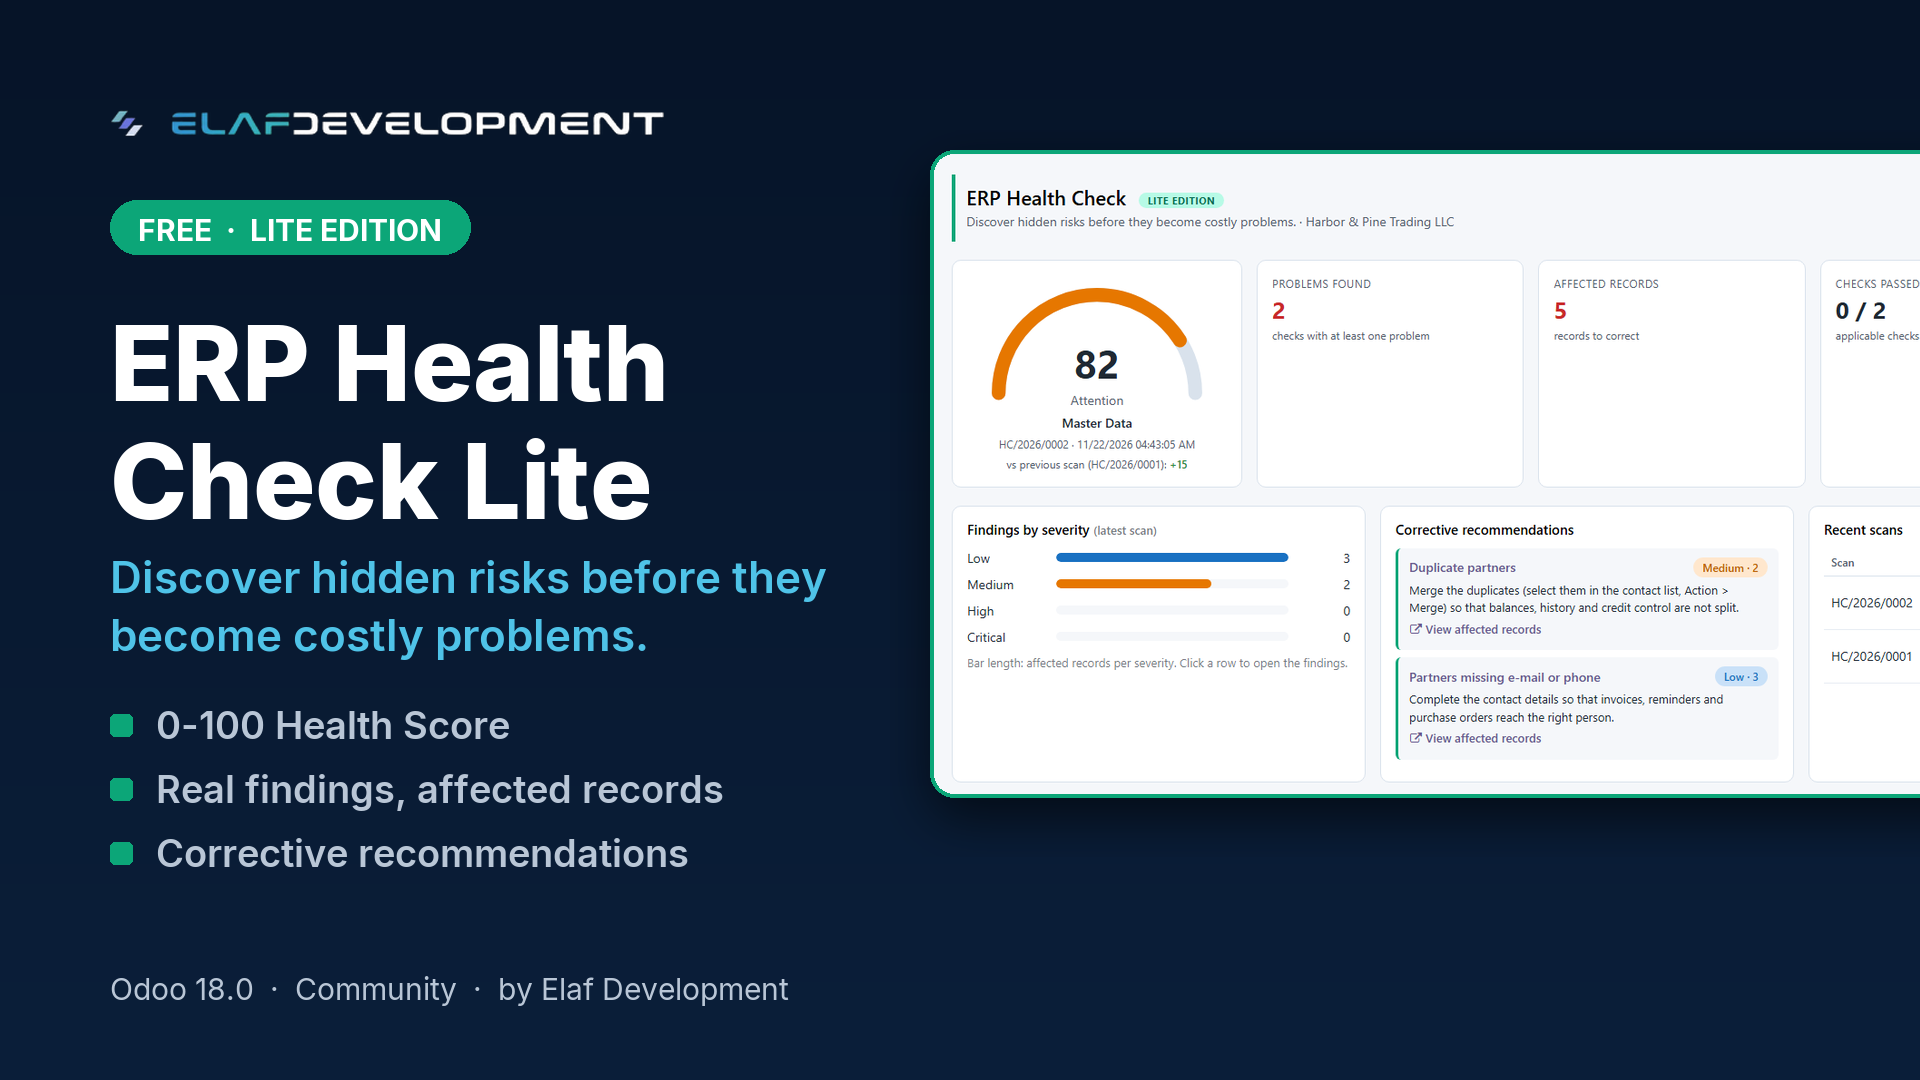 ELAFDEVELOPMENT
FREE · LITE EDITION
ERP Health
Check Lite
Discover hidden risks before they
become costly problems.
0-100 Health Score
Real findings, affected records
Corrective recommendations
Odoo 18.0 · Community · by Elaf Development
ERP Health Check LITE EDITION
Discover hidden risks before they become costly problems. · Harbor & Pine Trading LLC
82
Attention
Master Data
HC/2026/0002 · 11/22/2026 04:43:05 AM
vs previous scan (HC/2026/0001): +15
PROBLEMS FOUND
2
checks with at least one problem
AFFECTED RECORDS
5
records to correct
CHECKS PASSED
0 / 2
applicable checks
Findings by severity (latest scan)
Low 3
Medium 2
High 0
Critical 0
Bar length: affected records per severity. Click a row to open the findings.
Corrective recommendations
Duplicate partners Medium · 2
Merge the duplicates (select them in the contact list, Action >
Merge) so that balances, history and credit control are not split.
View affected records
Partners missing e-mail or phone Low · 3
Complete the contact details so that invoices, reminders and
purchase orders reach the right person.
View affected records
Recent scans
Scan
HC/2026/0002
HC/2026/0001